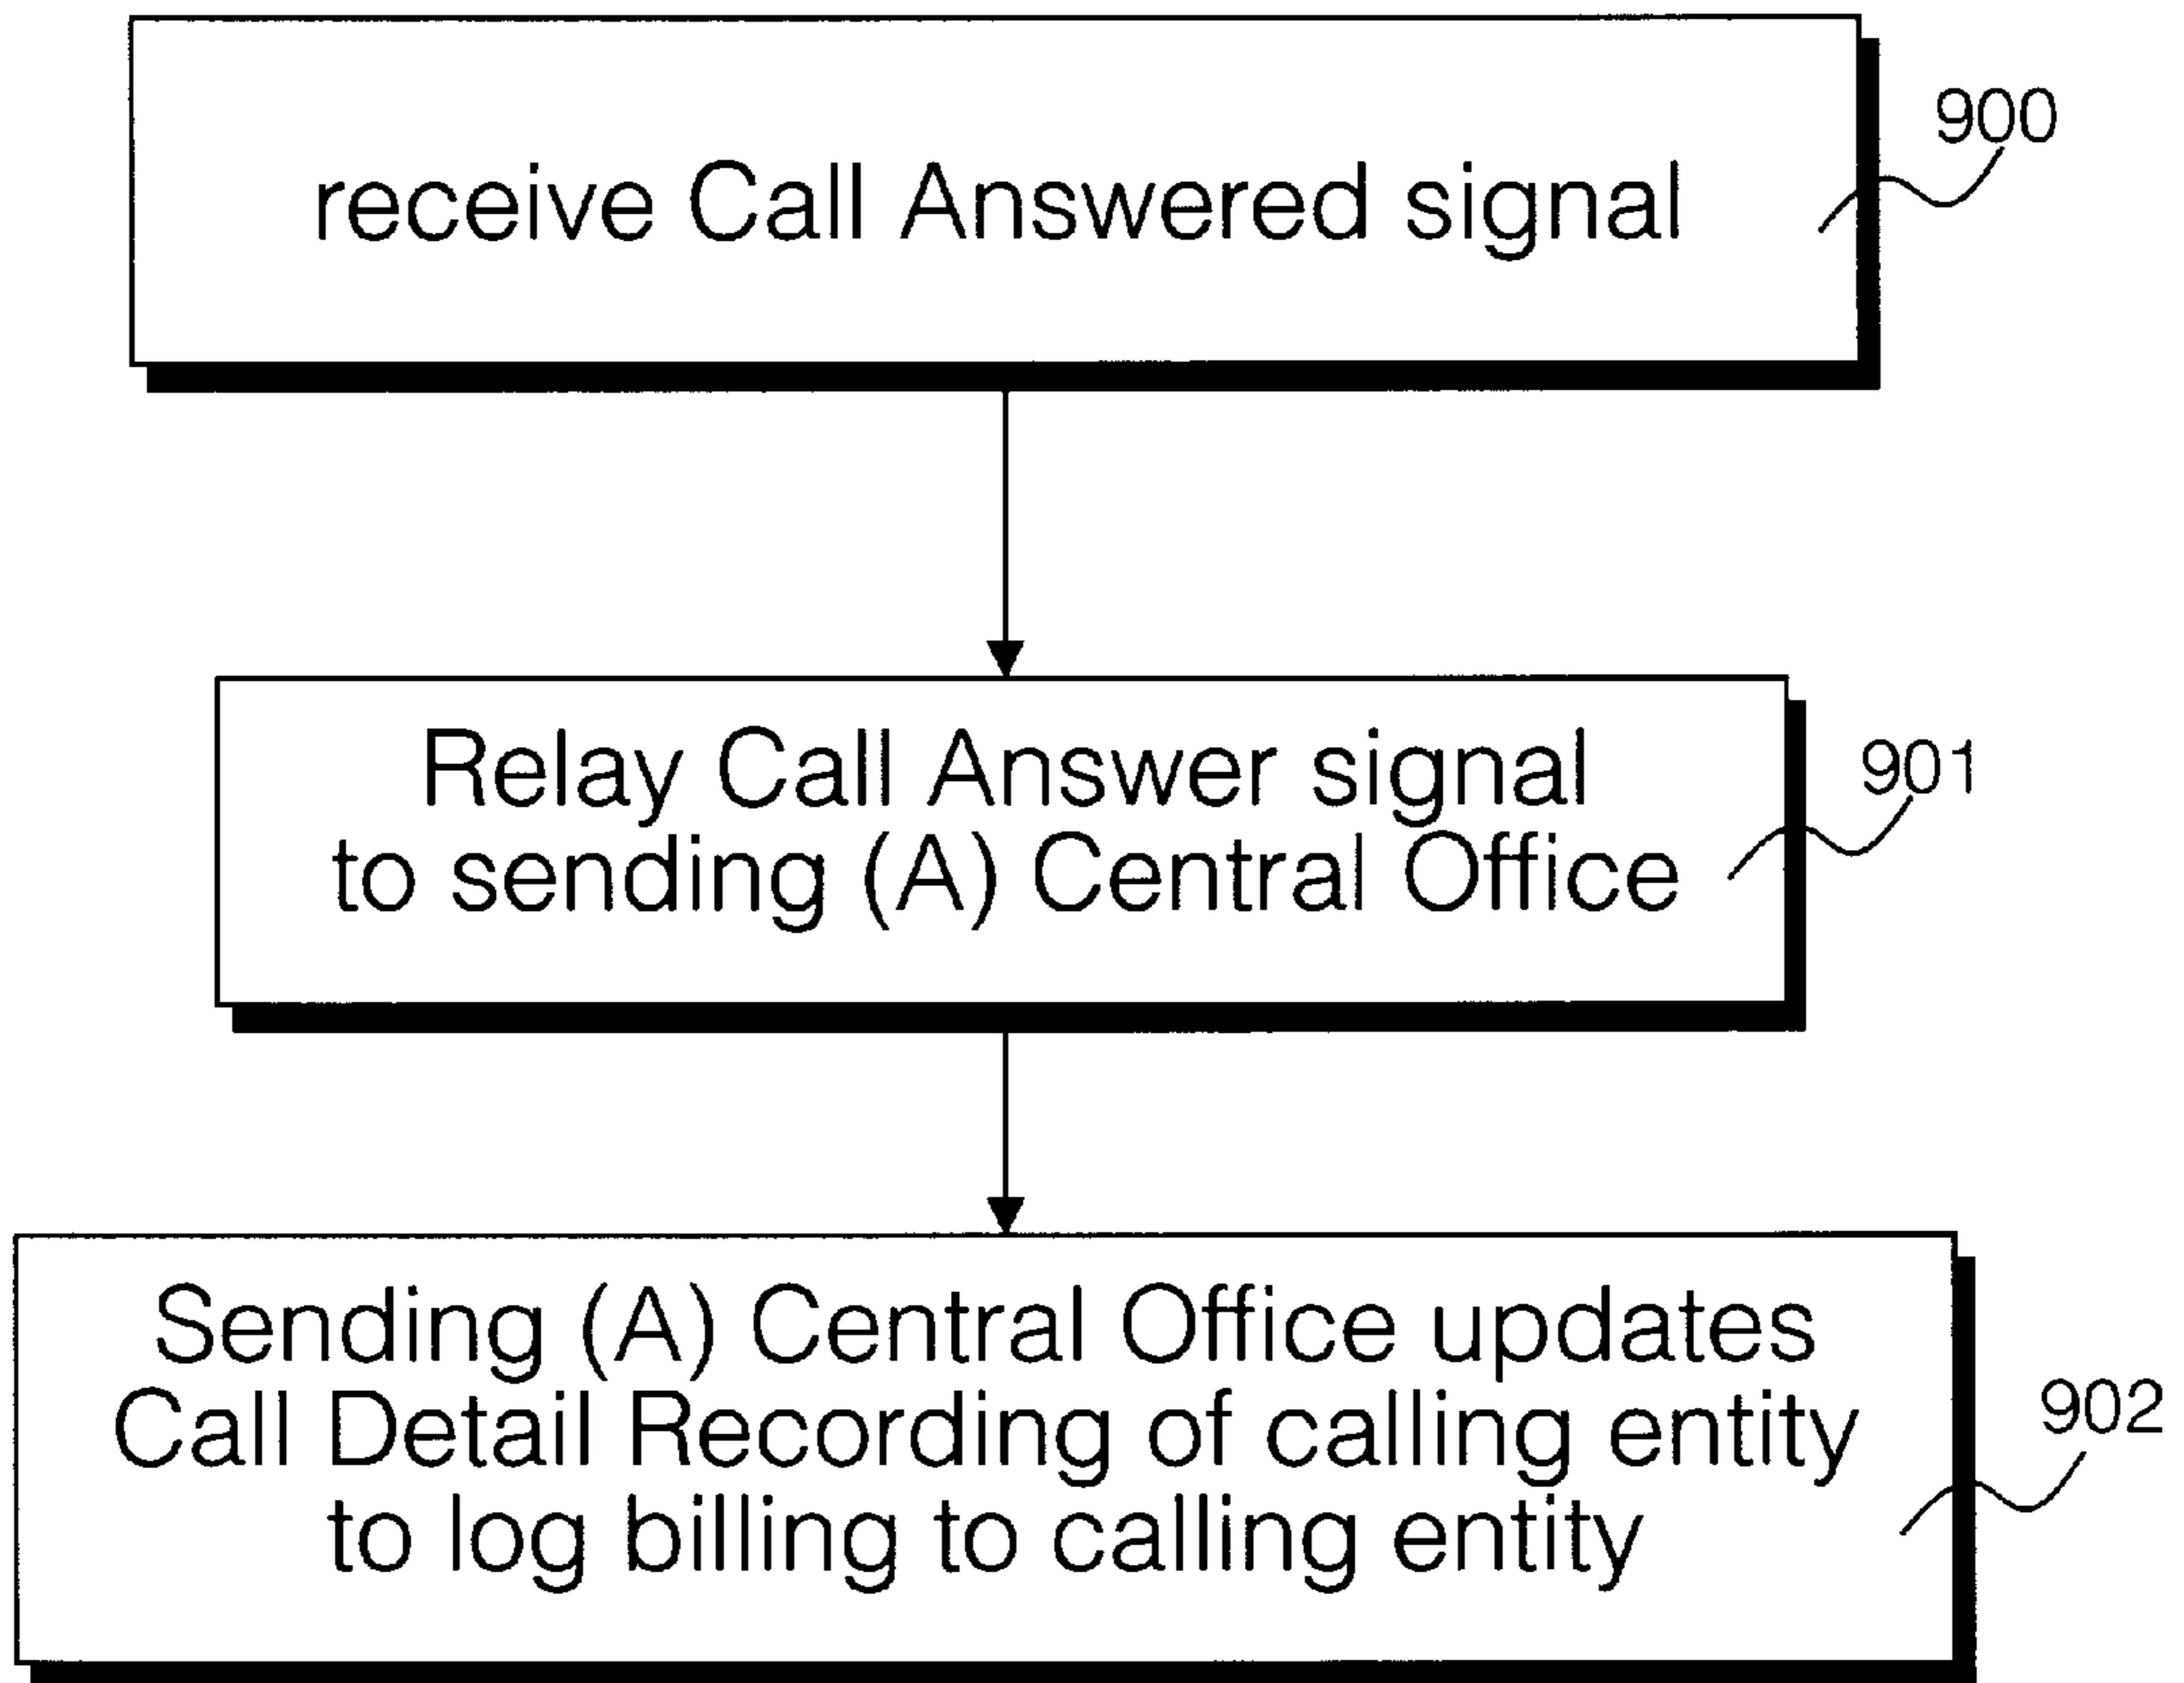 receive Call Answered signal
900
Relay Call Answer signal
to sending (A) Central Office
901
Sending (A) Central Office updates
Call Detail Recording of calling entity
to log billing to calling entity
902